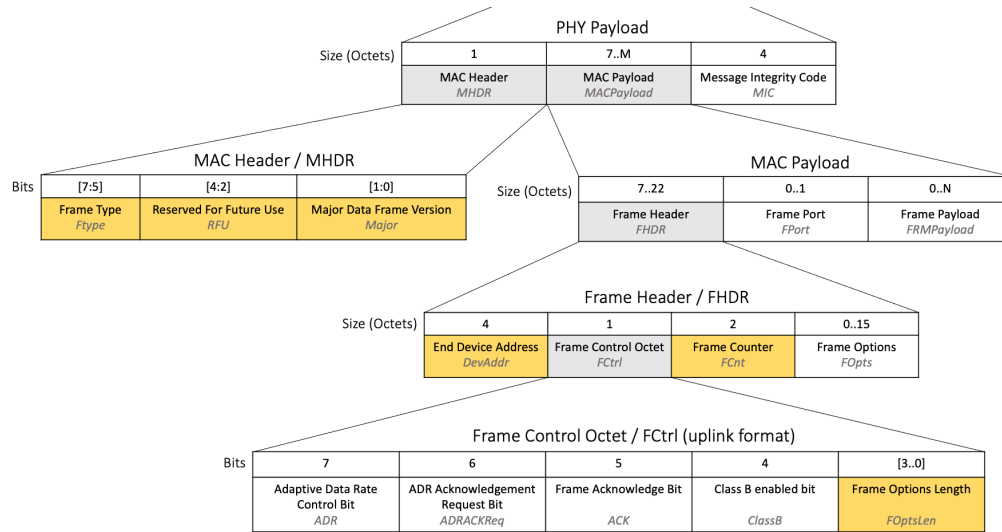 PHY Payload
Size (Octets) 1 7..M 4
MAC Header MAC Payload Message Integrity Code
MHDR MACPayload MIC
MAC Header / MHDR
Bits [7:5] [4:2] [1:0]
Frame Type Reserved For Future Use Major Data Frame Version
Ftype RFU Major
MAC Payload
Size (Octets) 7..22 0..1 0..N
Frame Header Frame Port Frame Payload
FHDR FPort FRMPayload
Frame Header / FHDR
Size (Octets) 4 1 2 0..15
End Device Address Frame Control Octet Frame Counter Frame Options
DevAddr FCtrl FCnt FOpts
Frame Control Octet / FCtrl (uplink format)
Bits 7 6 5 4 [3..0]
Adaptive Data Rate ADR Acknowledgement Frame Acknowledge Bit Class B enabled bit Frame Options Length
Control Bit Request Bit
ADR ADRACKReq ACK ClassB FOptsLen